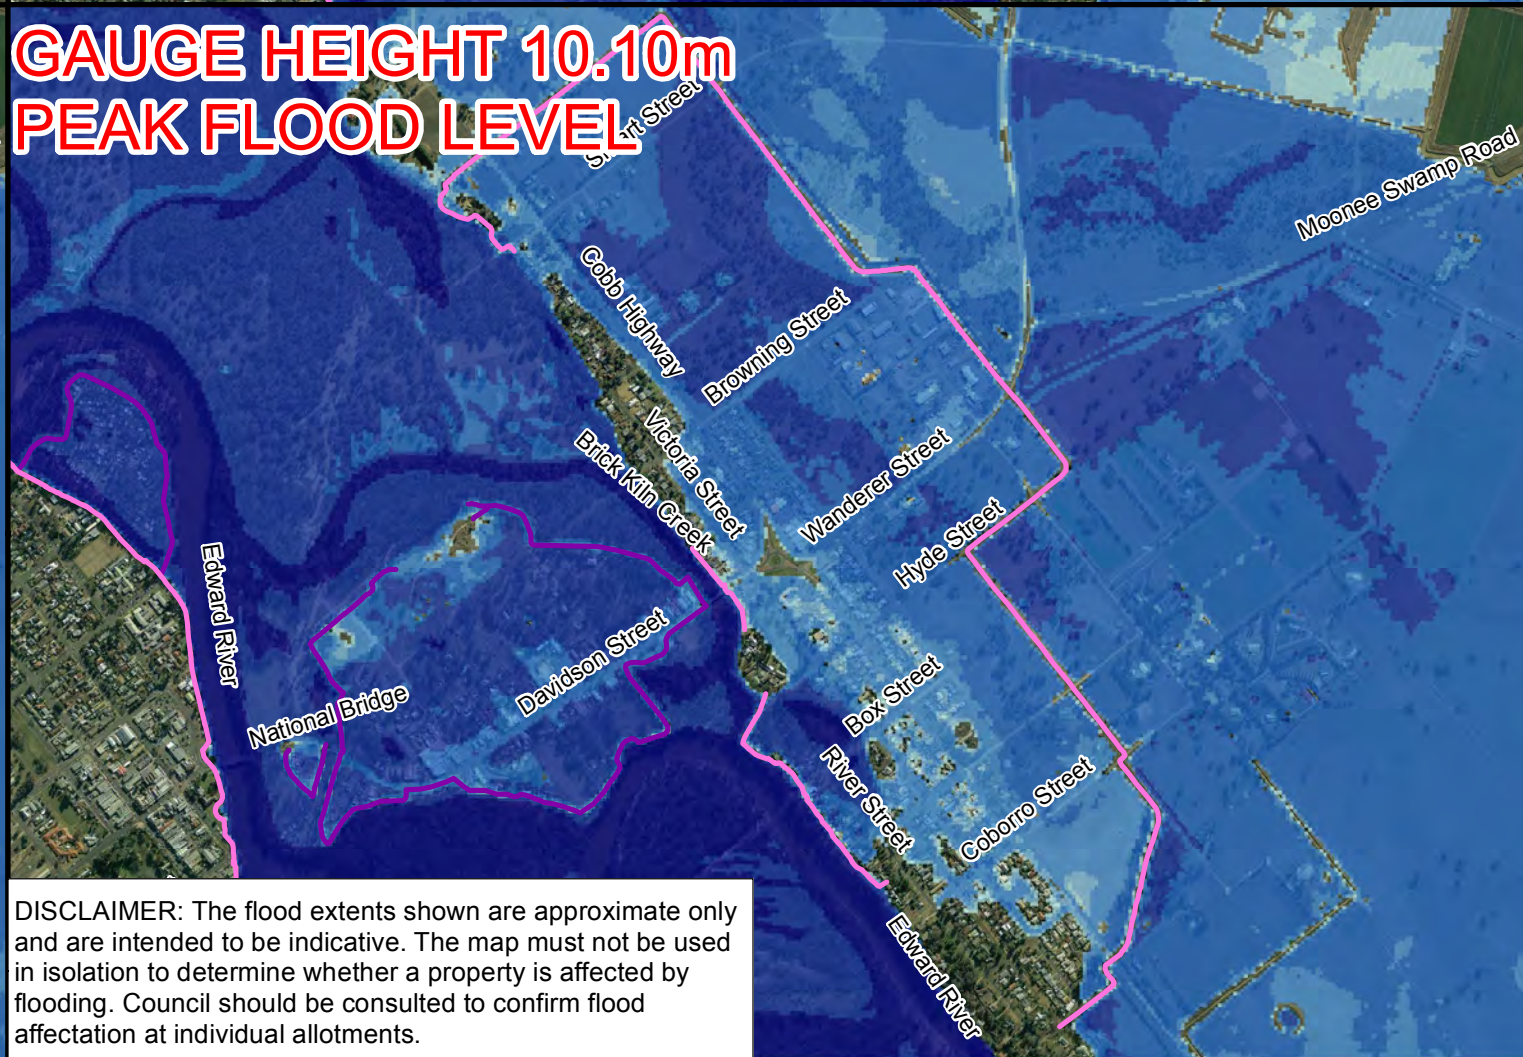 GAUGE HEIGHT 10.10m
PEAK FLOOD LEVEL
Street
Moonee Swamp Road
Cobb Highway
Browning Street
Victoria Street
Brick Kiln Creek
Wanderer Street
Hyde Street
Edward River
Davidson Street
National Bridge
Box Street
River Street
Coborro Street
Edward River
DISCLAIMER: The flood extents shown are approximate only
and are intended to be indicative. The map must not be used
in isolation to determine whether a property is affected by
flooding. Council should be consulted to confirm flood
affectation at individual allotments.